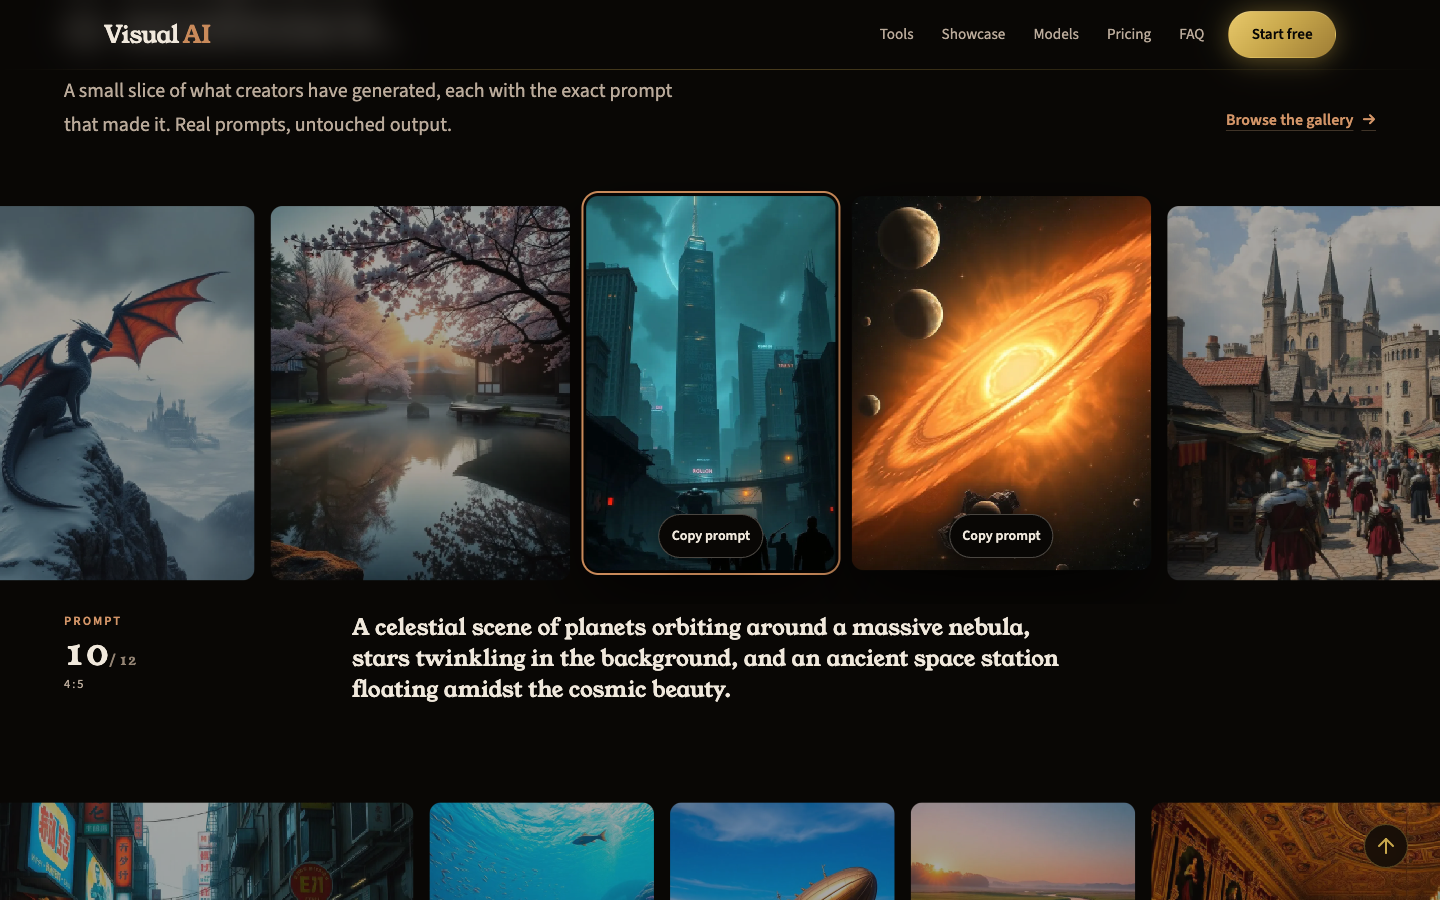 Visual AI
Tools
Showcase
Models
Pricing
FAQ
Start free
A small slice of what creators have generated, each with the exact prompt
that made it. Real prompts, untouched output.
Browse the gallery →
Copy prompt
Copy prompt
PROMPT
10/ 12
4:5
A celestial scene of planets orbiting around a massive nebula,
stars twinkling in the background, and an ancient space station
floating amidst the cosmic beauty.